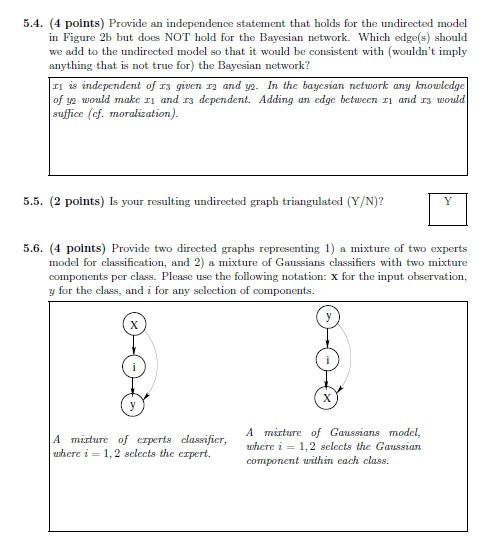 5.4. (4 points) Provide an independence statement that holds for the undirected model
in Figure 2b but does NOT hold for the Bayesian network. Which edge(s) should
we add to the undirected model so that it would be consistent with (wouldn't imply
anything that is not true for) the Bayesian network?
x1 is independent of x3 given x2 and y2. In the bayesian network any knowledge
of y2 would make x1 and x3 dependent. Adding an edge between x1 and x3 would
suffice (cf. moralization).
5.5. (2 points) Is your resulting undirected graph triangulated (Y/N)?
Y
5.6. (4 points) Provide two directed graphs representing 1) a mixture of two experts
model for classification, and 2) a mixture of Gaussians classifiers with two mixture
components per class. Please use the following notation: x for the input observation,
y for the class, and i for any selection of components.
X
i
y
A mixture of experts classifier,
where i = 1, 2 selects the expert.
y
i
X
A mixture of Gaussians model,
where i = 1, 2 selects the Gaussian
component within each class.